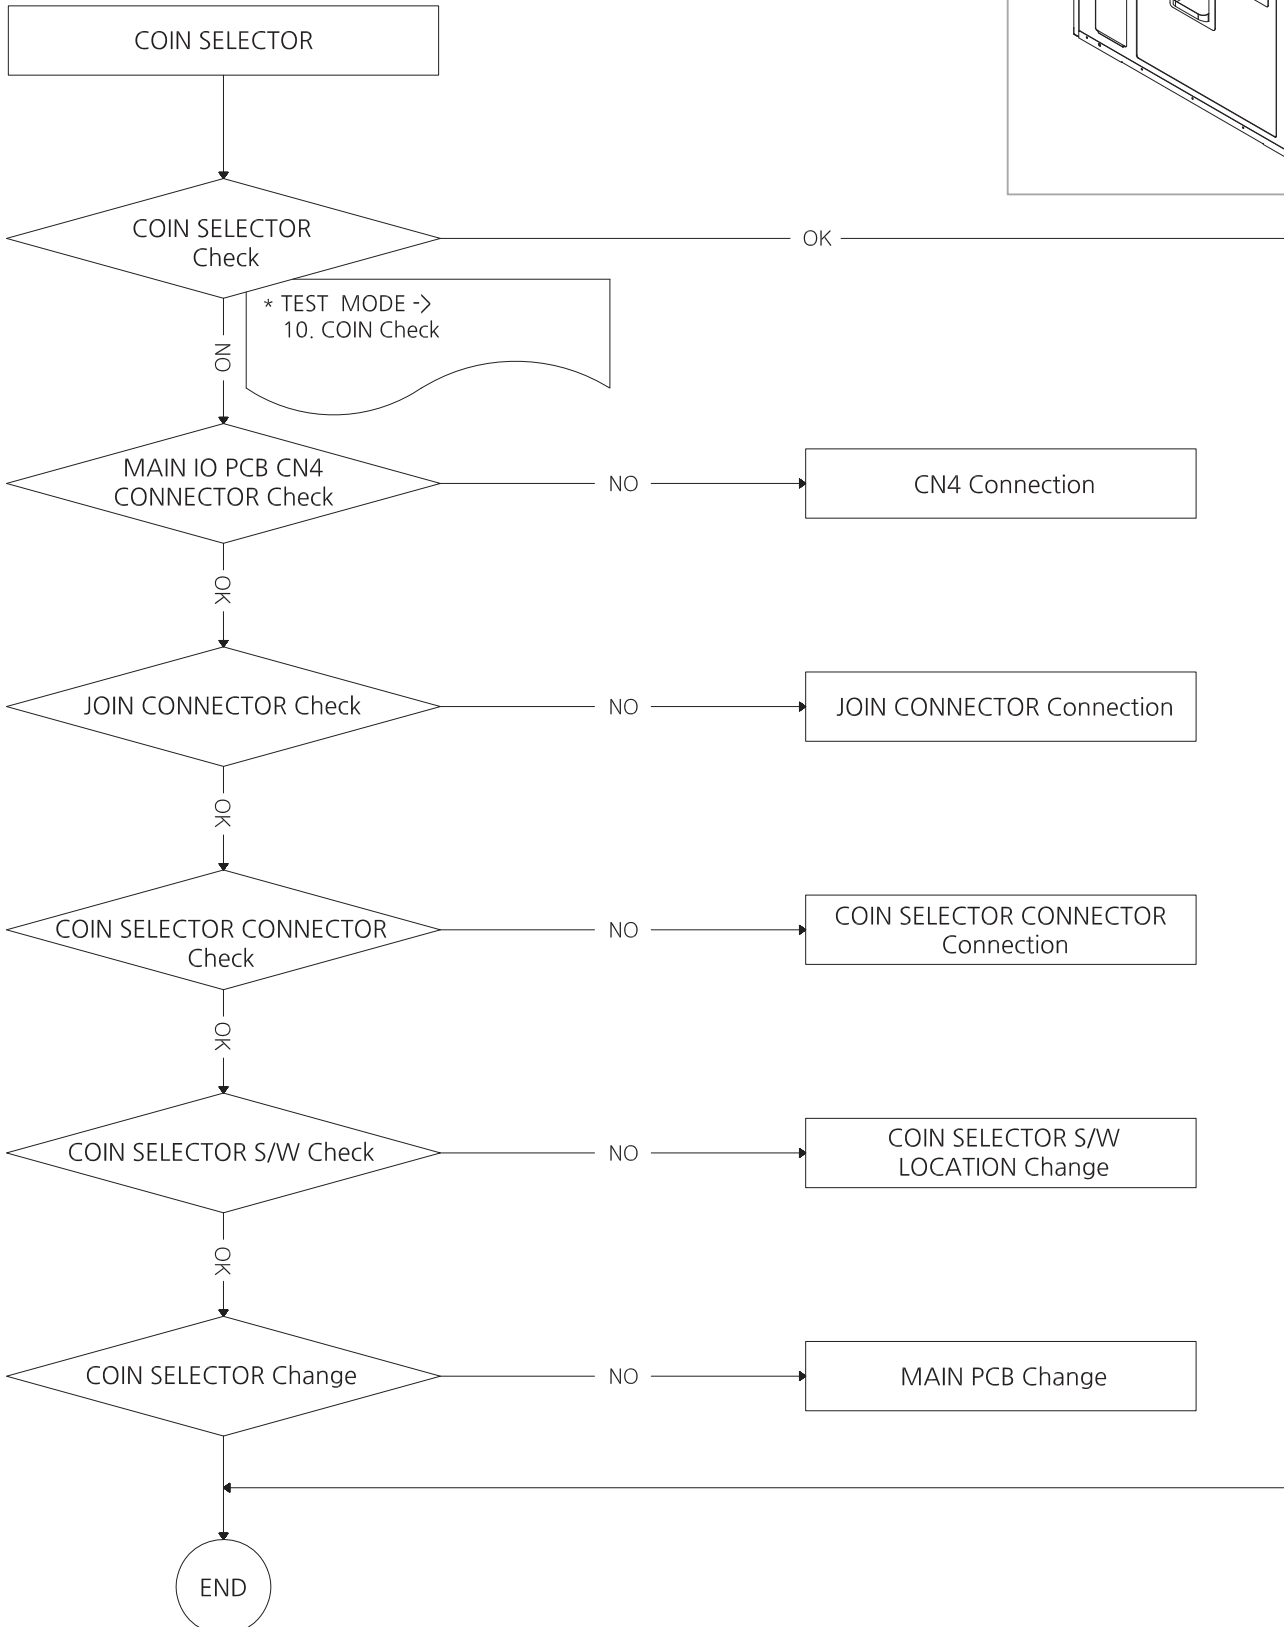 COIN SELECTOR
COIN SELECTOR
Check
OK
* TEST MODE ->
10. COIN Check
NO
MAIN IO PCB CN4
CONNECTOR Check
NO
CN4 Connection
OK
JOIN CONNECTOR Check
NO
JOIN CONNECTOR Connection
OK
COIN SELECTOR CONNECTOR
Check
NO
COIN SELECTOR CONNECTOR
Connection
OK
COIN SELECTOR S/W Check
NO
COIN SELECTOR S/W
LOCATION Change
OK
COIN SELECTOR Change
NO
MAIN PCB Change
END